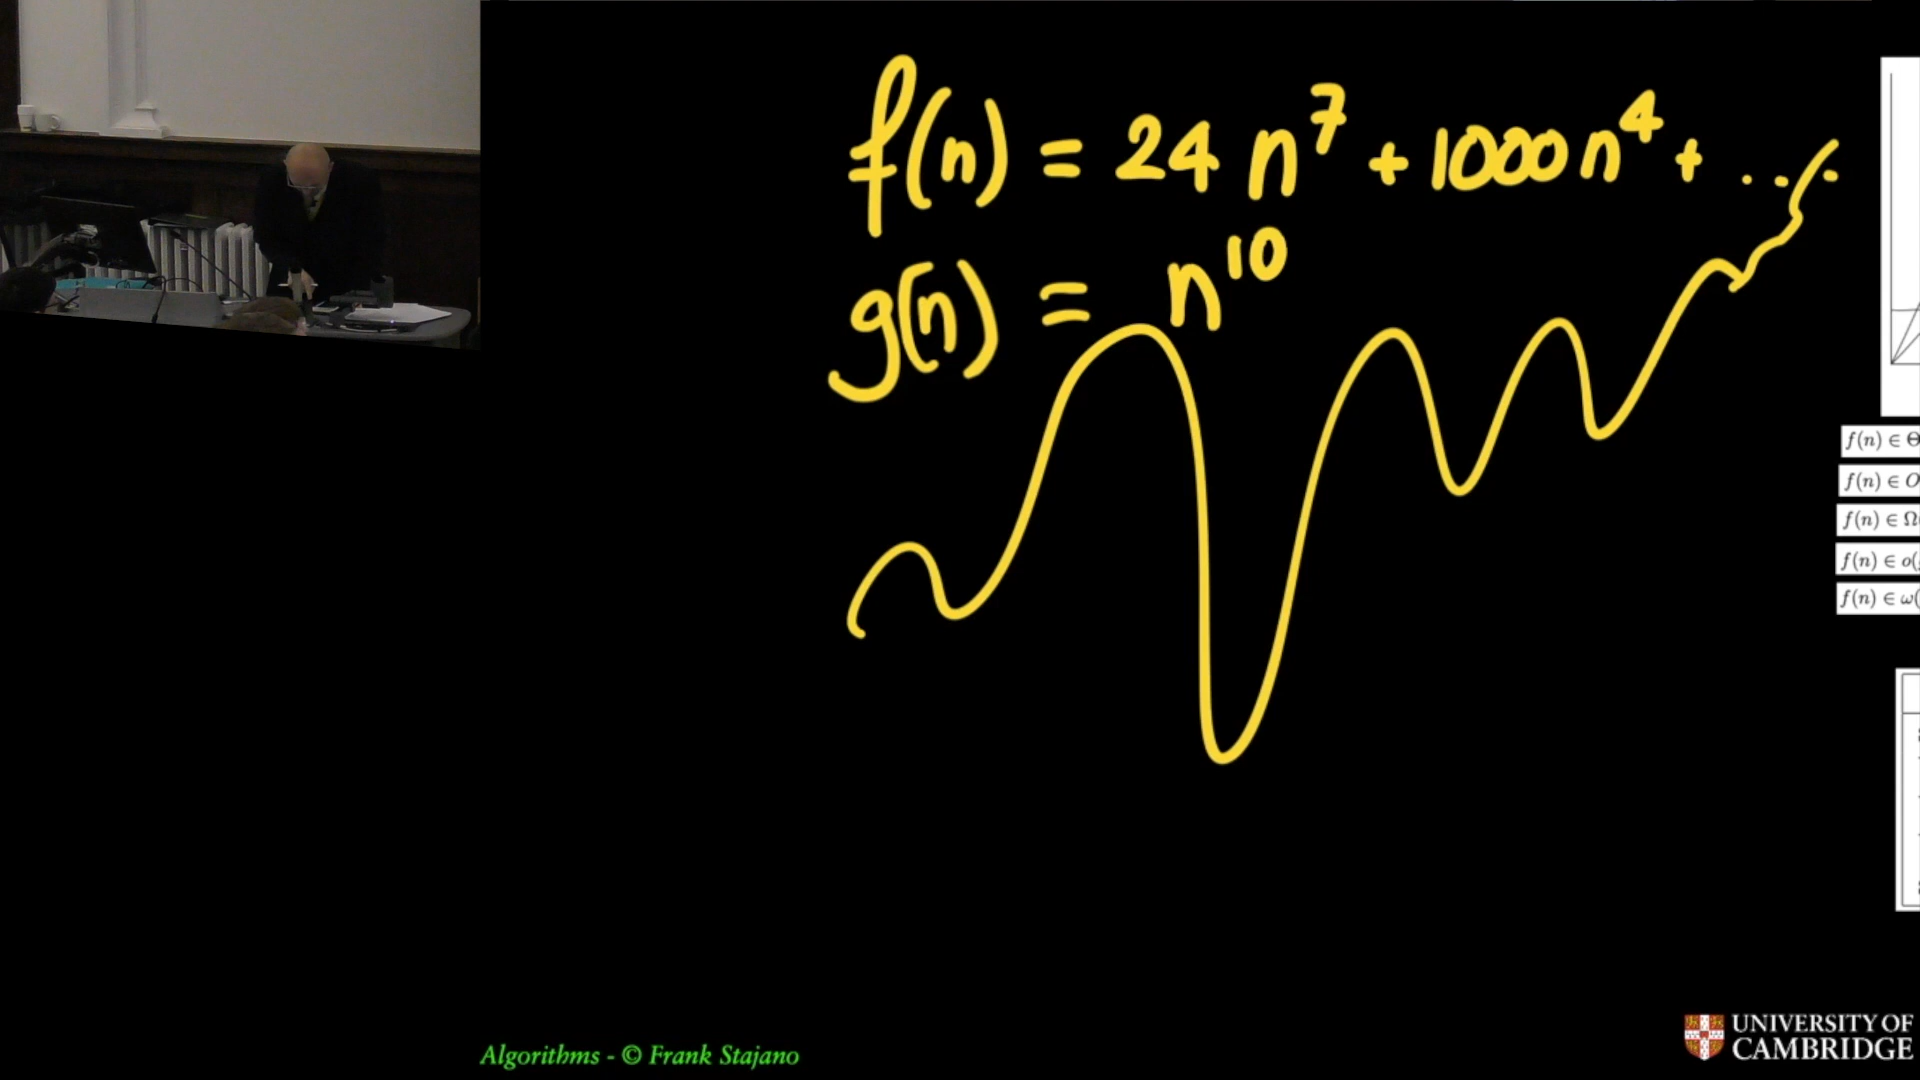 f(n) = 24 n⁷ + 1000 n⁴ + ...
g(n) = n¹⁰
f(n) ∈ Θ
f(n) ∈ O
f(n) ∈ Ω
f(n) ∈ o(
f(n) ∈ ω(
Algorithms - © Frank Stajano
UNIVERSITY OF
CAMBRIDGE